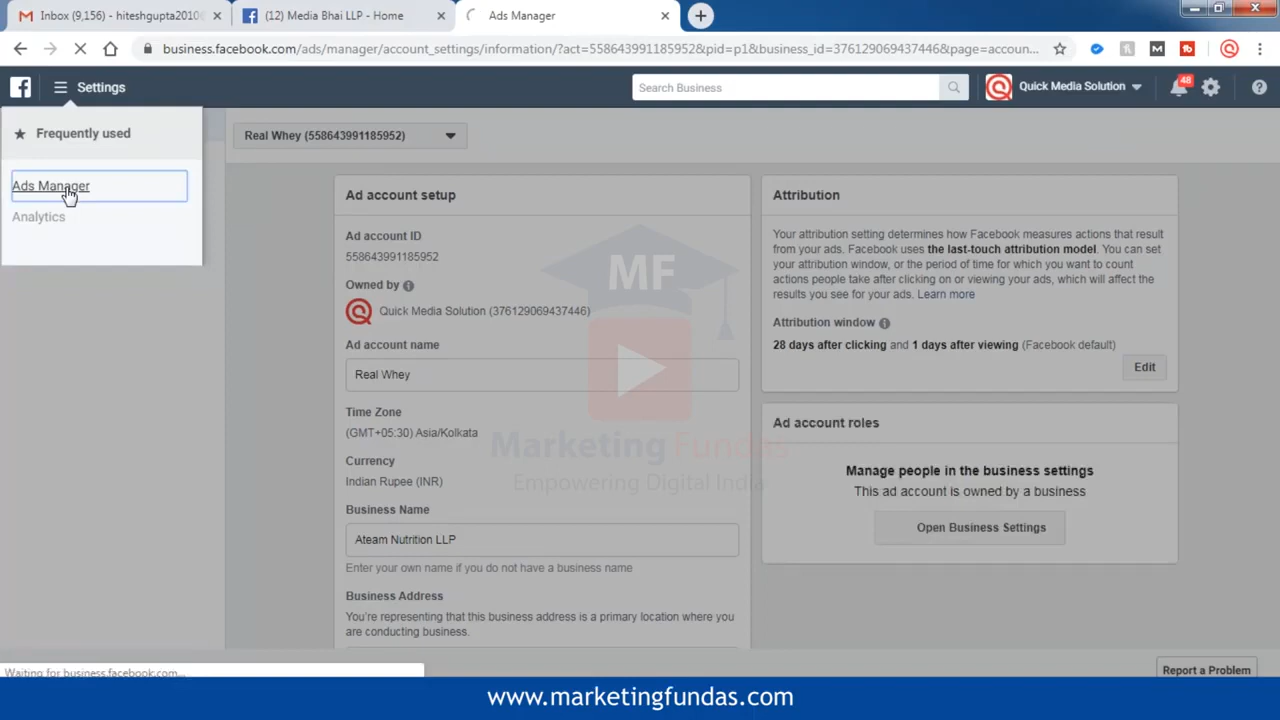 Inbox (9,156) - hiteshgupta2010@
(12) Media Bhai LLP - Home
Ads Manager
business.facebook.com/ads/manager/account_settings/information/?act=558643991185952&pid=p1&business_id=376129069437446&page=accoun...
Settings
Search Business
Quick Media Solution
48
Frequently used
Ads Manager
Analytics
Real Whey (558643991185952)
Ad account setup
Ad account ID
558643991185952
Owned by
Quick Media Solution (376129069437446)
Ad account name
Real Whey
Time Zone
(GMT+05:30) Asia/Kolkata
Currency
Indian Rupee (INR)
Business Name
Ateam Nutrition LLP
Enter your own name if you do not have a business name
Business Address
You're representing that this business address is a primary location where you
are conducting business.
Attribution
Your attribution setting determines how Facebook measures actions that result
from your ads. Facebook uses the last-touch attribution model. You can set
your attribution window, or the period of time for which you want to count
actions people take after clicking on or viewing your ads, which will affect the
results you see for your ads. Learn more
Attribution window
28 days after clicking and 1 days after viewing (Facebook default)
Edit
Ad account roles
Manage people in the business settings
This ad account is owned by a business
Open Business Settings
MF
Marketing Fundas
Empowering Digital India
Waiting for business.facebook.com...
Report a Problem
www.marketingfundas.com